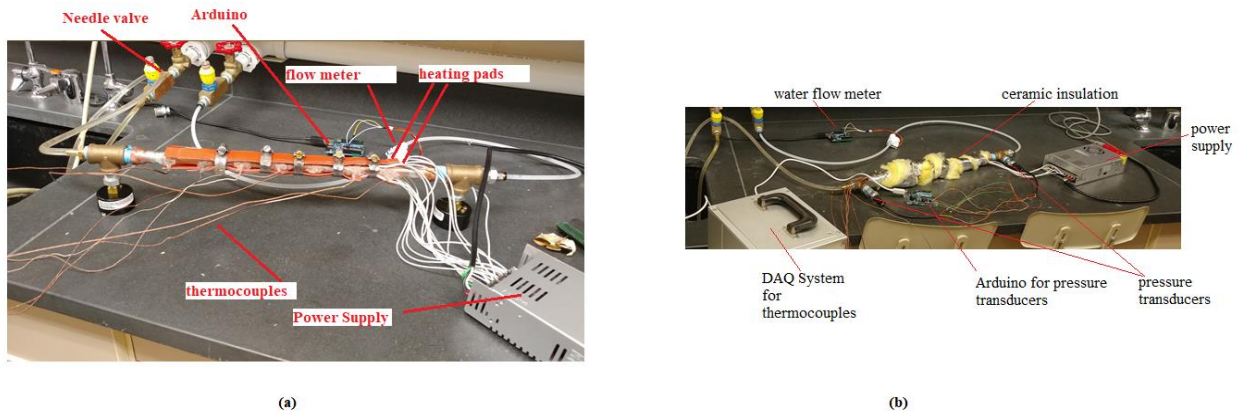 Needle valve
Arduino
flow meter
heating pads
thermocouples
Power Supply
(a)
water flow meter
ceramic insulation
power
supply
DAQ System
for
thermocouples
Arduino for pressure
transducers
pressure
transducers
(b)